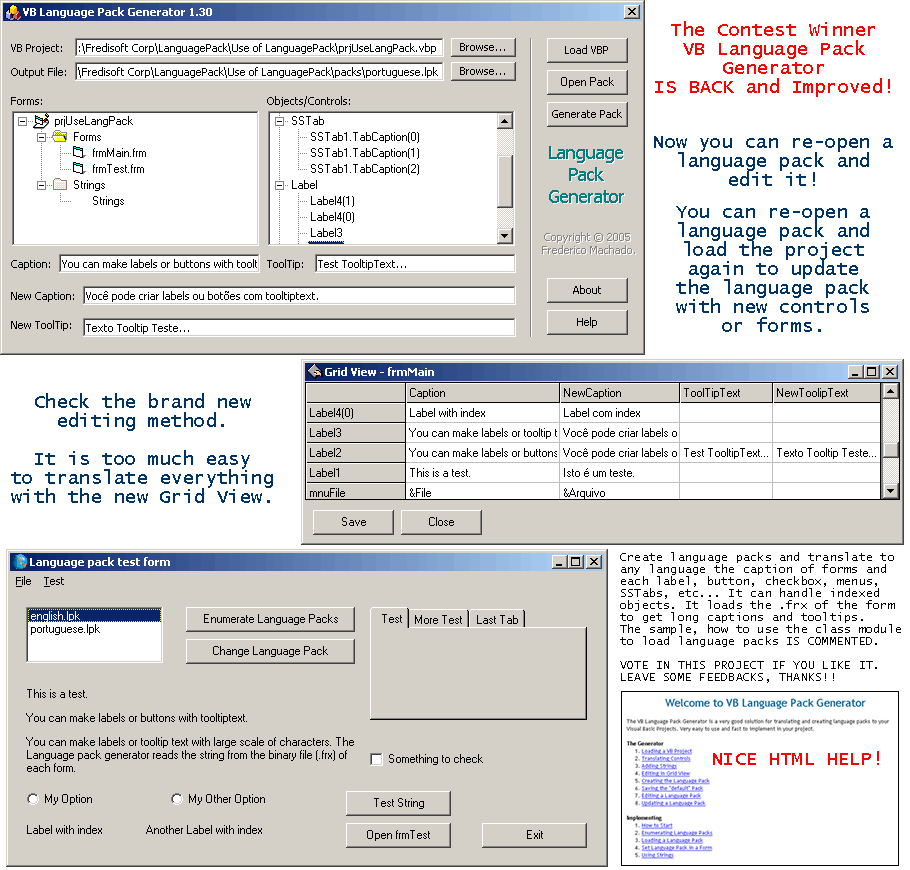 VB Language Pack Generator 1.30
VB Project: :\Fredisoft Corp\LanguagePack\Use of LanguagePack\prjUseLangPack.vbp Browse... Load VBP
Output File: \Fredisoft Corp\LanguagePack\Use of LanguagePack\packs\portuguese.lpk Browse... Open Pack
Generate Pack
Forms:
prjUseLangPack
Forms
frmMain.frm
frmTest.frm
Strings
Strings
Objects/Controls:
SSTab
SSTab1.TabCaption(0)
SSTab1.TabCaption(1)
SSTab1.TabCaption(2)
Label
Label4(1)
Label4(0)
Label3
Language
Pack
Generator
Copyright © 2005
Frederico Machado.
Caption: You can make labels or buttons with toolt ToolTip: Test TooltipText...
New Caption: Você pode criar labels ou botões com tooltiptext.
New ToolTip: Texto Tooltip Teste...
About
Help
The Contest Winner
VB Language Pack
Generator
IS BACK and Improved!
Now you can re-open a
language pack and
edit it!
You can re-open a
language pack and
load the project
again to update
the language pack
with new controls
or forms.
Check the brand new
editing method.
It is too much easy
to translate everything
with the new Grid View.
Grid View - frmMain
Caption NewCaption ToolTipText NewToolipText
Label4(0) Label with index Label com index
Label3 You can make labels or tooltip t Você pode criar labels o
Label2 You can make labels or buttons Você pode criar labels o Test TooltipText... Texto Tooltip Teste...
Label1 This is a test. Isto é um teste.
mnuFile &File &Arquivo
Save Close
Language pack test form
File Test
english.lpk
portuguese.lpk
Enumerate Language Packs
Change Language Pack
Test More Test Last Tab
This is a test.
You can make labels or buttons with tooltiptext.
You can make labels or tooltip text with large scale of characters. The
Language pack generator reads the string from the binary file (.frx) of
each form.
Something to check
My Option My Other Option
Test String
Label with index Another Label with index
Open frmTest Exit
Create language packs and translate to
any language the caption of forms and
each label, button, checkbox, menus,
SSTabs, etc... It can handle indexed
objects. It loads the .frx of the form
to get long captions and tooltips.
The sample, how to use the class module
to load language packs IS COMMENTED.
VOTE IN THIS PROJECT IF YOU LIKE IT.
LEAVE SOME FEEDBACKS, THANKS!!
Welcome to VB Language Pack Generator
The VB Language Pack Generator is a very good solution for translating and creating language packs to your
Visual Basic Projects. Very easy to use and fast to implement in your project.
The Generator
1. Loading a VB Project
2. Translating Controls
3. Adding Strings
4. Editing in Grid View
5. Creating the Language Pack
6. Saving the "default" Pack
7. Editing a Language Pack
8. Updating a Language Pack
NICE HTML HELP!
Implementing
1. How to Start
2. Enumerating Language Packs
3. Loading a Language Pack
4. Set Language Pack in a Form
5. Using Strings